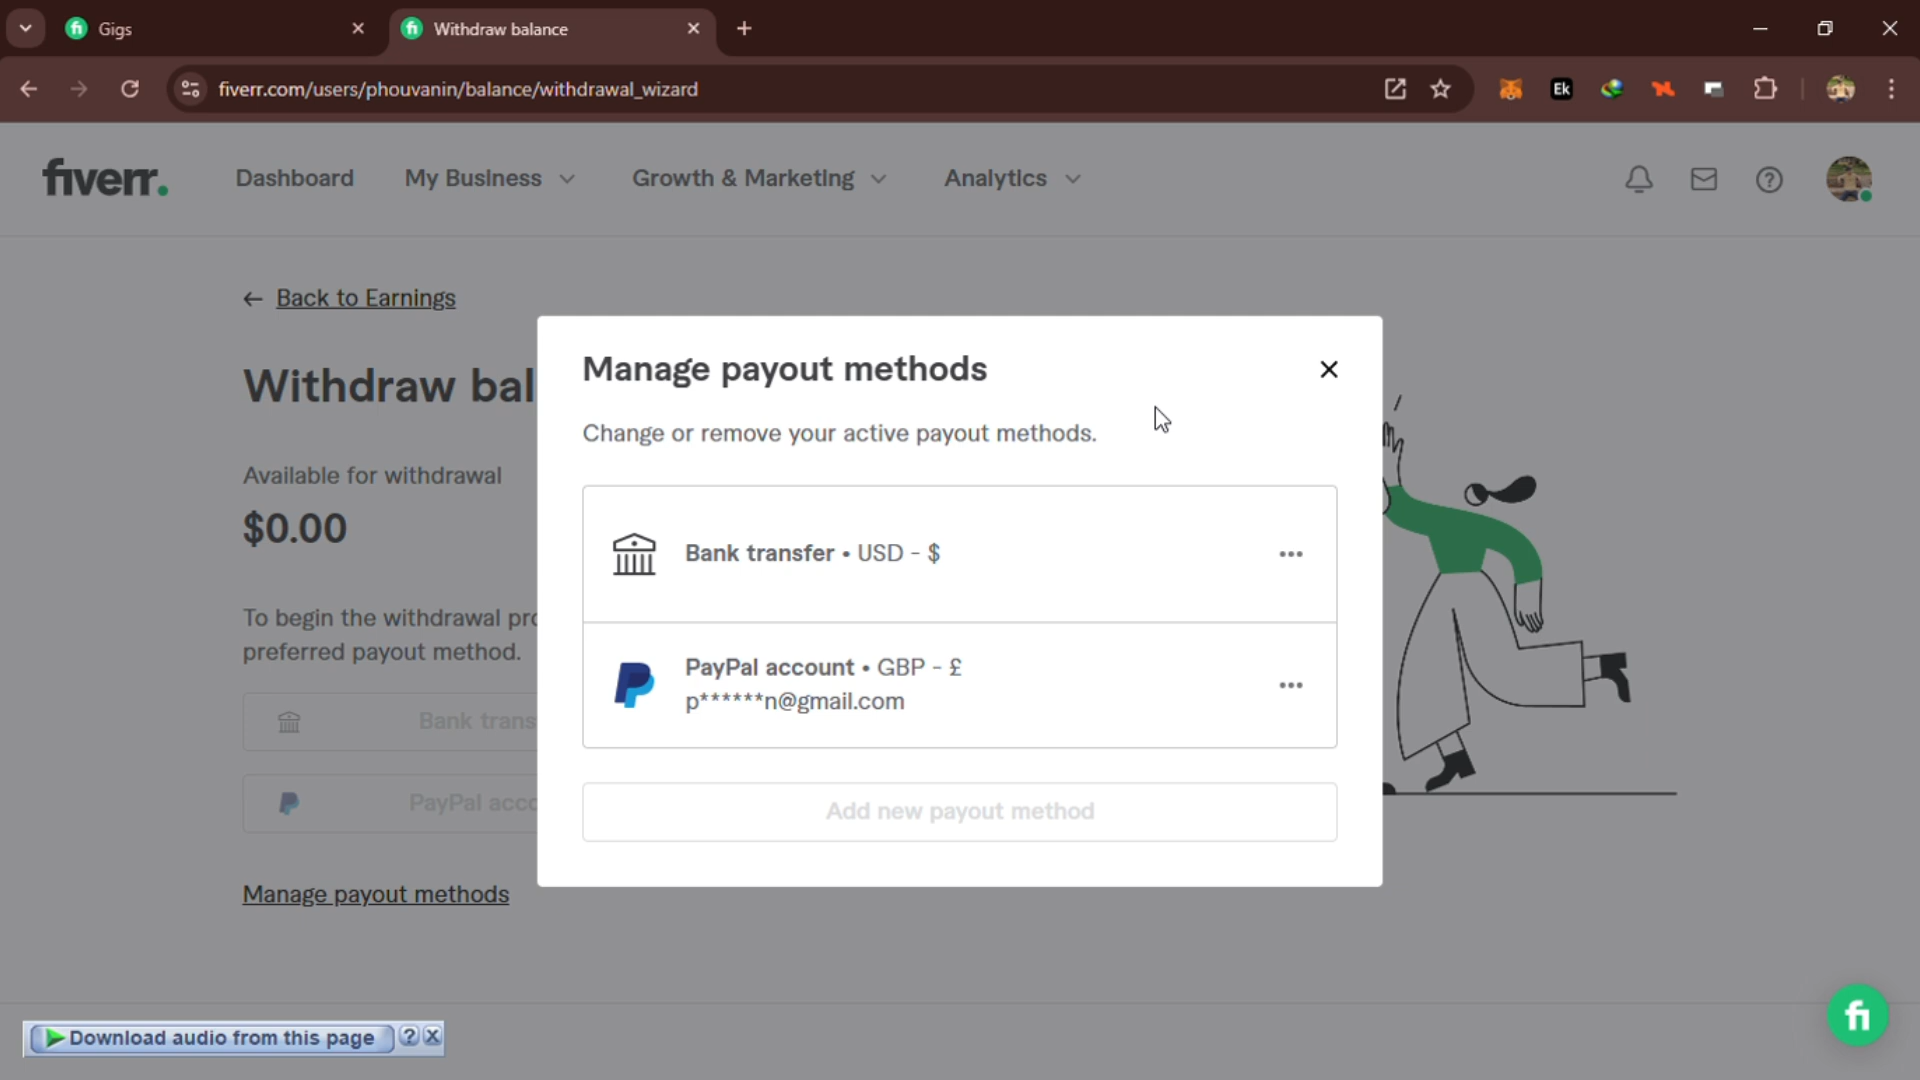 Gigs
Withdraw balance
fiverr.com/users/phouvanin/balance/withdrawal_wizard
Ek
fiverr.
Dashboard
My Business
Growth & Marketing
Analytics
Back to Earnings
Withdraw bal
Available for withdrawal
$0.00
To begin the withdrawal pro
preferred payout method.
Bank trans
PayPal acco
Manage payout methods
Manage payout methods
Change or remove your active payout methods.
Bank transfer • USD - $
PayPal account • GBP - £
p******n@gmail.com
Add new payout method
Download audio from this page
fi